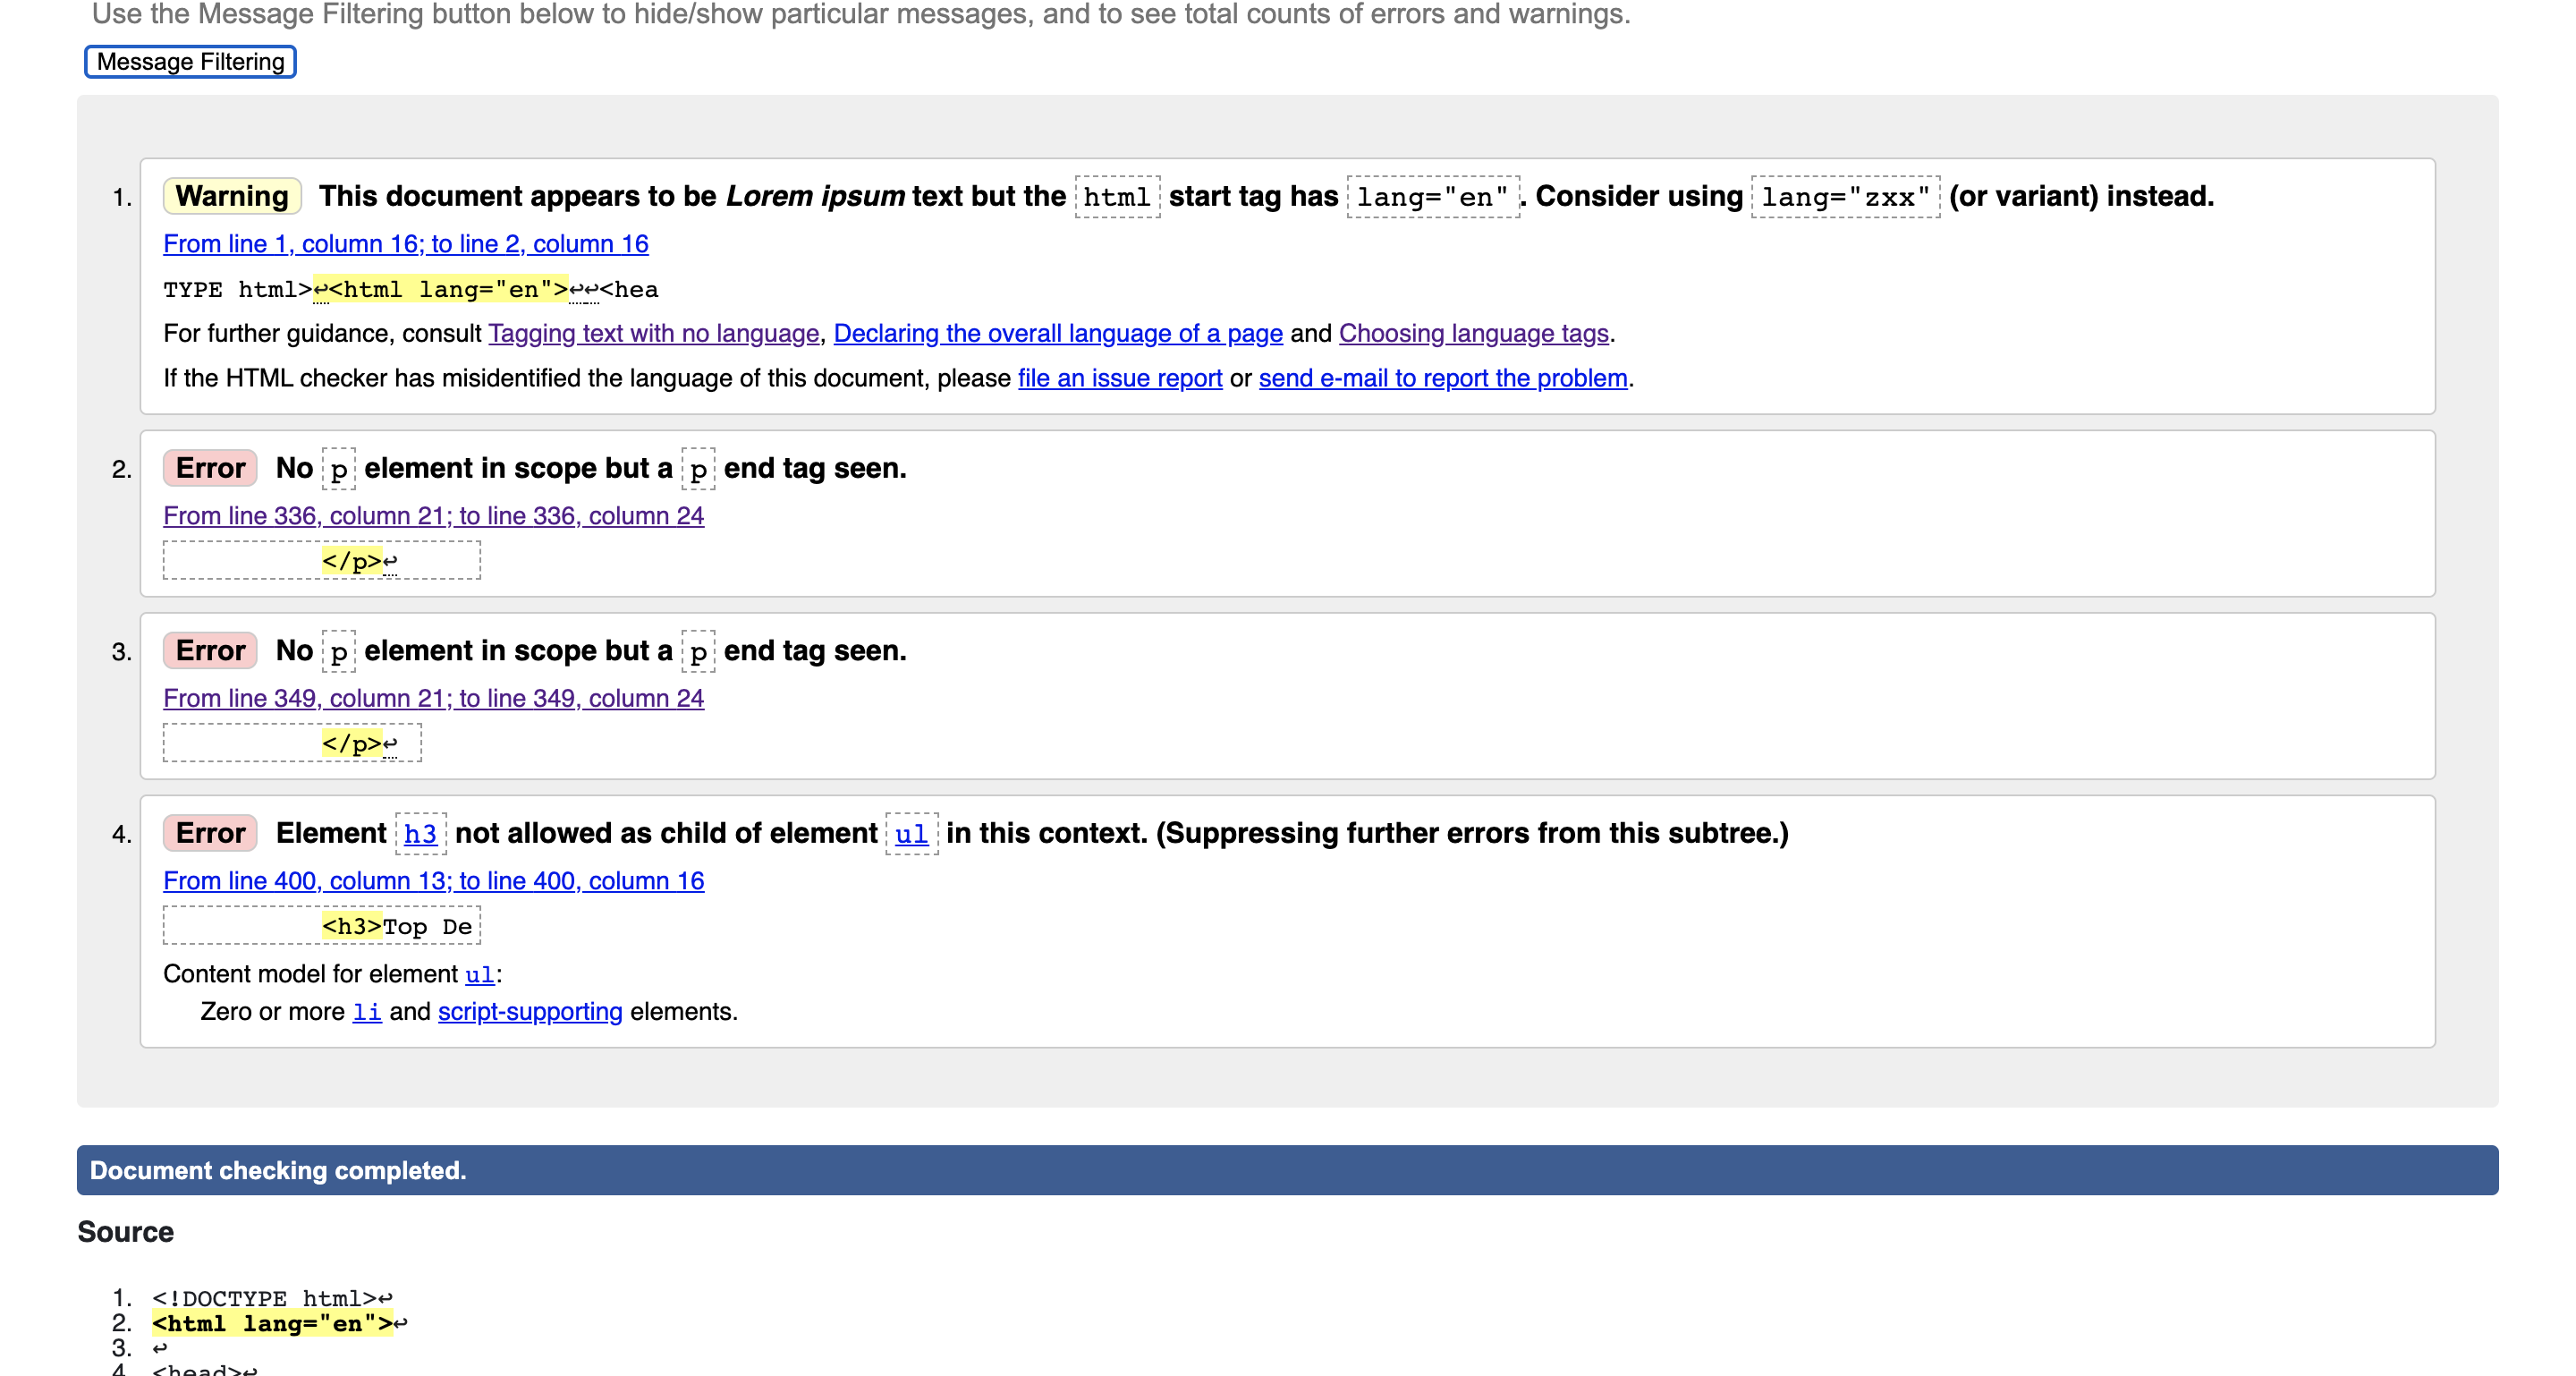 Use the Message Filtering button below to hide/show particular messages, and to see total counts of errors and warnings.
Message Filtering
1. Warning This document appears to be Lorem ipsum text but the html start tag has lang="en". Consider using lang="zxx" (or variant) instead.
From line 1, column 16; to line 2, column 16
TYPE html>↩<html lang="en">↩↩<hea
For further guidance, consult Tagging text with no language, Declaring the overall language of a page and Choosing language tags.
If the HTML checker has misidentified the language of this document, please file an issue report or send e-mail to report the problem.
2. Error No p element in scope but a p end tag seen.
From line 336, column 21; to line 336, column 24
</p>↩
3. Error No p element in scope but a p end tag seen.
From line 349, column 21; to line 349, column 24
</p>↩
4. Error Element h3 not allowed as child of element ul in this context. (Suppressing further errors from this subtree.)
From line 400, column 13; to line 400, column 16
<h3>Top De
Content model for element ul:
Zero or more li and script-supporting elements.
Document checking completed.
Source
1. <!DOCTYPE html>↩
2. <html lang="en">↩
3. ↩
4. <head>↩